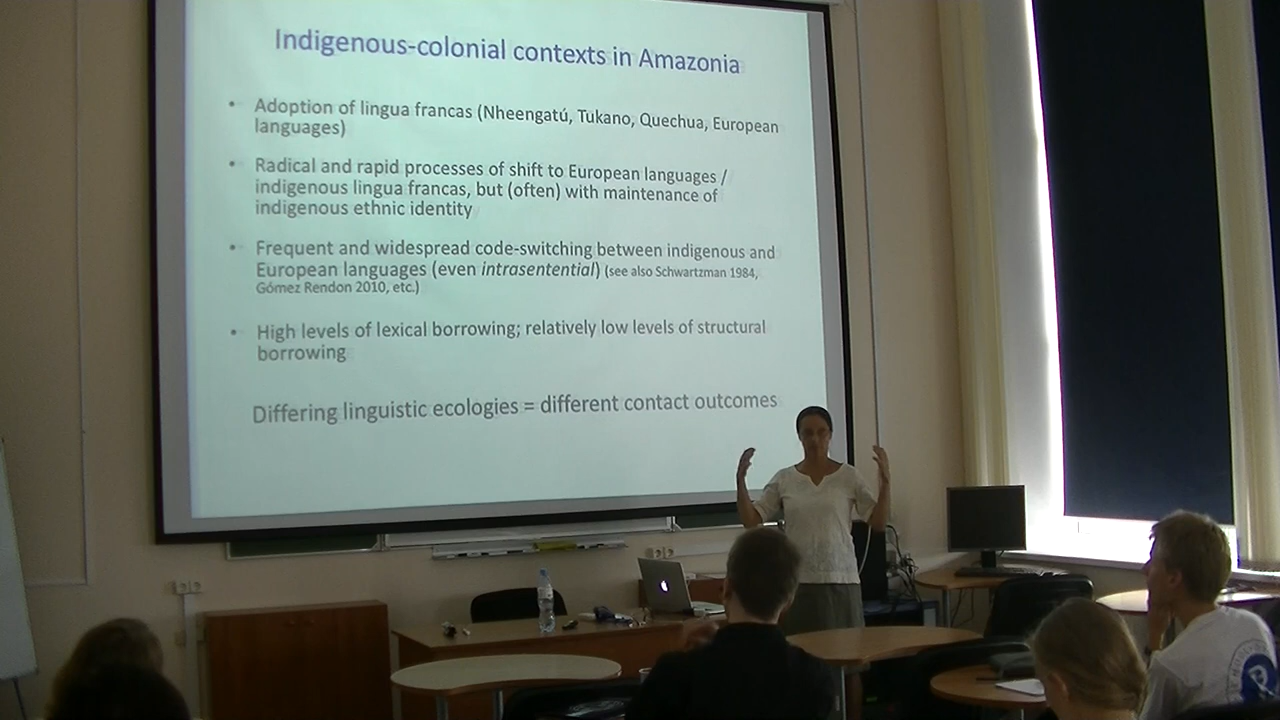 Indigenous-colonial contexts in Amazonia
• Adoption of lingua francas (Nheengatú, Tukano, Quechua, European
languages)
• Radical and rapid processes of shift to European languages /
indigenous lingua francas, but (often) with maintenance of
indigenous ethnic identity
• Frequent and widespread code-switching between indigenous and
European languages (even intrasentential) (see also Schwartzman 1984,
Gómez Rendon 2010, etc.)
• High levels of lexical borrowing; relatively low levels of structural
borrowing
Differing linguistic ecologies = different contact outcomes